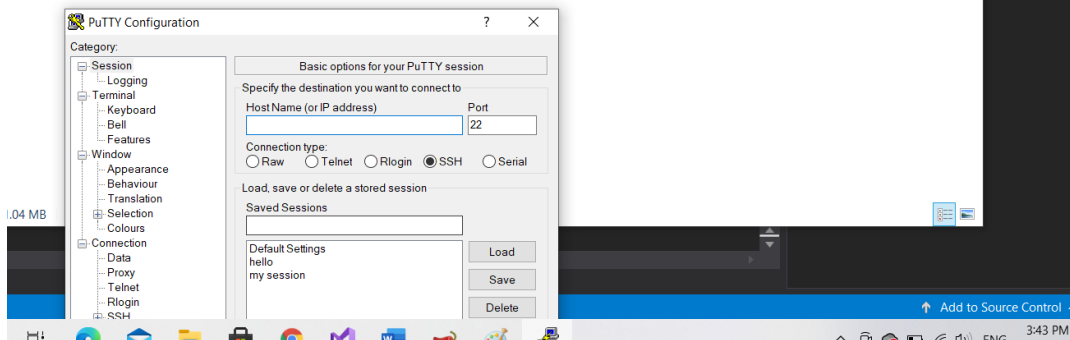 PuTTY Configuration ? ×
Category:
Session
Logging
Terminal
Keyboard
Bell
Features
Window
Appearance
Behaviour
Translation
Selection
Colours
Connection
Data
Proxy
Telnet
Rlogin
SSH
Basic options for your PuTTY session
Specify the destination you want to connect to
Host Name (or IP address) Port
22
Connection type:
Raw Telnet Rlogin SSH Serial
Load, save or delete a stored session
Saved Sessions
Default Settings
hello
my session
Load
Save
Delete
.04 MB
Add to Source Control
ENG
3:43 PM